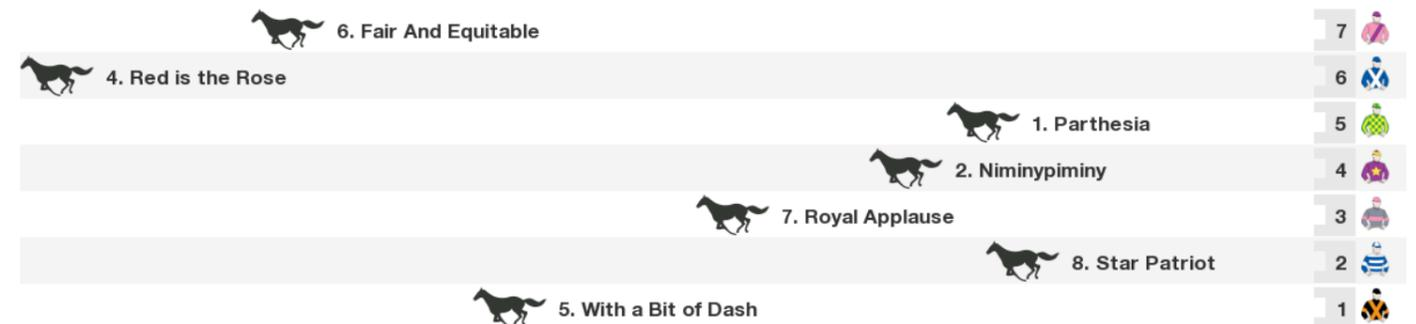 6. Fair And Equitable 7
4. Red is the Rose 6
1. Parthesia 5
2. Niminypiminy 4
7. Royal Applause 3
8. Star Patriot 2
5. With a Bit of Dash 1